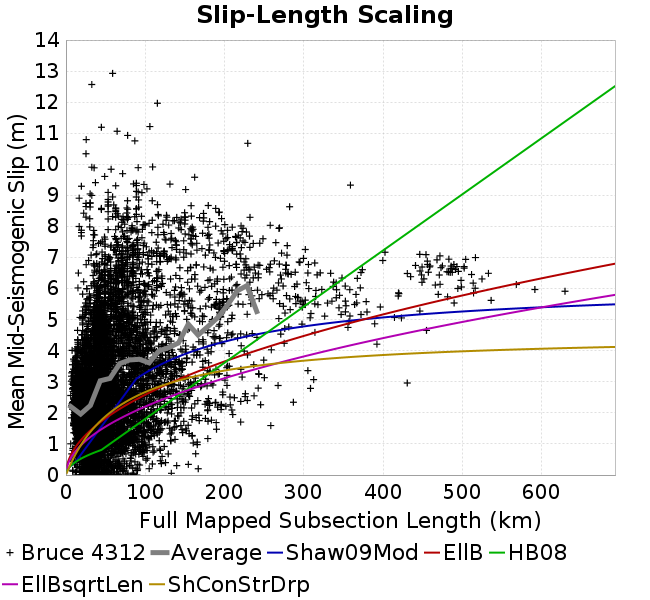 Slip-Length Scaling
Mean Mid-Seismogenic Slip (m)
14
13
12
11
10
9
8
7
6
5
4
3
2
1
0
0 100 200 300 400 500 600
Full Mapped Subsection Length (km)
Bruce 4312 Average Shaw09Mod EllB HB08
EllBsqrtLen ShConStrDrp